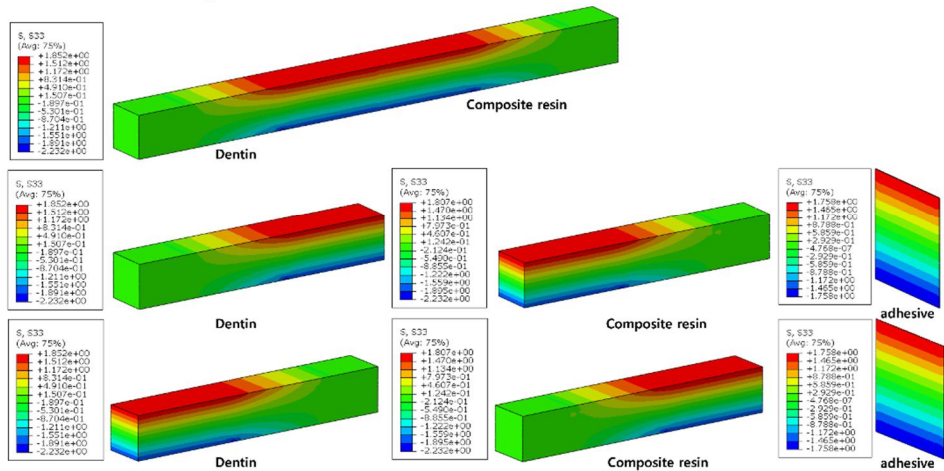 S, S33
(Avg: 75%)
+1.852e+00
+1.512e+00
+1.172e+00
+8.314e-01
+4.910e-01
+1.507e-01
-1.897e-01
-5.301e-01
-8.704e-01
-1.211e+00
-1.551e+00
-1.891e+00
-2.232e+00
Composite resin
Dentin
S, S33
(Avg: 75%)
+1.852e+00
+1.512e+00
+1.172e+00
+8.314e-01
+4.910e-01
+1.507e-01
-1.897e-01
-5.301e-01
-8.704e-01
-1.211e+00
-1.551e+00
-1.891e+00
-2.232e+00
Dentin
S, S33
(Avg: 75%)
+1.807e+00
+1.470e+00
+1.134e+00
+7.973e-01
+4.607e-01
+1.242e-01
-2.124e-01
-5.490e-01
-8.855e-01
-1.222e+00
-1.559e+00
-1.895e+00
-2.232e+00
Composite resin
S, S33
(Avg: 75%)
+1.758e+00
+1.465e+00
+1.172e+00
+8.788e-01
+5.859e-01
+2.929e-01
-4.768e-07
-2.929e-01
-5.859e-01
-8.788e-01
-1.172e+00
-1.465e+00
-1.758e+00
adhesive
S, S33
(Avg: 75%)
+1.852e+00
+1.512e+00
+1.172e+00
+8.314e-01
+4.910e-01
+1.507e-01
-1.897e-01
-5.301e-01
-8.704e-01
-1.211e+00
-1.551e+00
-1.891e+00
-2.232e+00
Dentin
S, S33
(Avg: 75%)
+1.807e+00
+1.470e+00
+1.134e+00
+7.973e-01
+4.607e-01
+1.242e-01
-2.124e-01
-5.490e-01
-8.855e-01
-1.222e+00
-1.559e+00
-1.895e+00
-2.232e+00
Composite resin
S, S33
(Avg: 75%)
+1.758e+00
+1.465e+00
+1.172e+00
+8.788e-01
+5.859e-01
+2.929e-01
-4.768e-07
-2.929e-01
-5.859e-01
-8.788e-01
-1.172e+00
-1.465e+00
-1.758e+00
adhesive